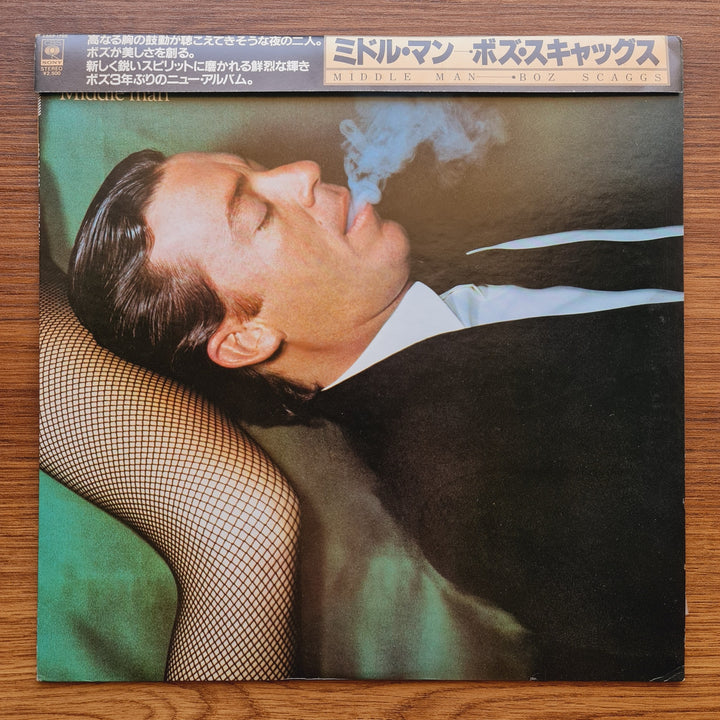 高なる胸の鼓動が聴こえてきそうな夜の二人。
ボズが美しさを創る。
新しく鋭いスピリットに磨かれる鮮烈な輝き
ボズ3年ぶりのニュー・アルバム。
SONY
STEREO
¥2,500
ミドル・マン―ボズ・スキャッグス
MIDDLE MAN―BOZ SCAGGS
Middle man